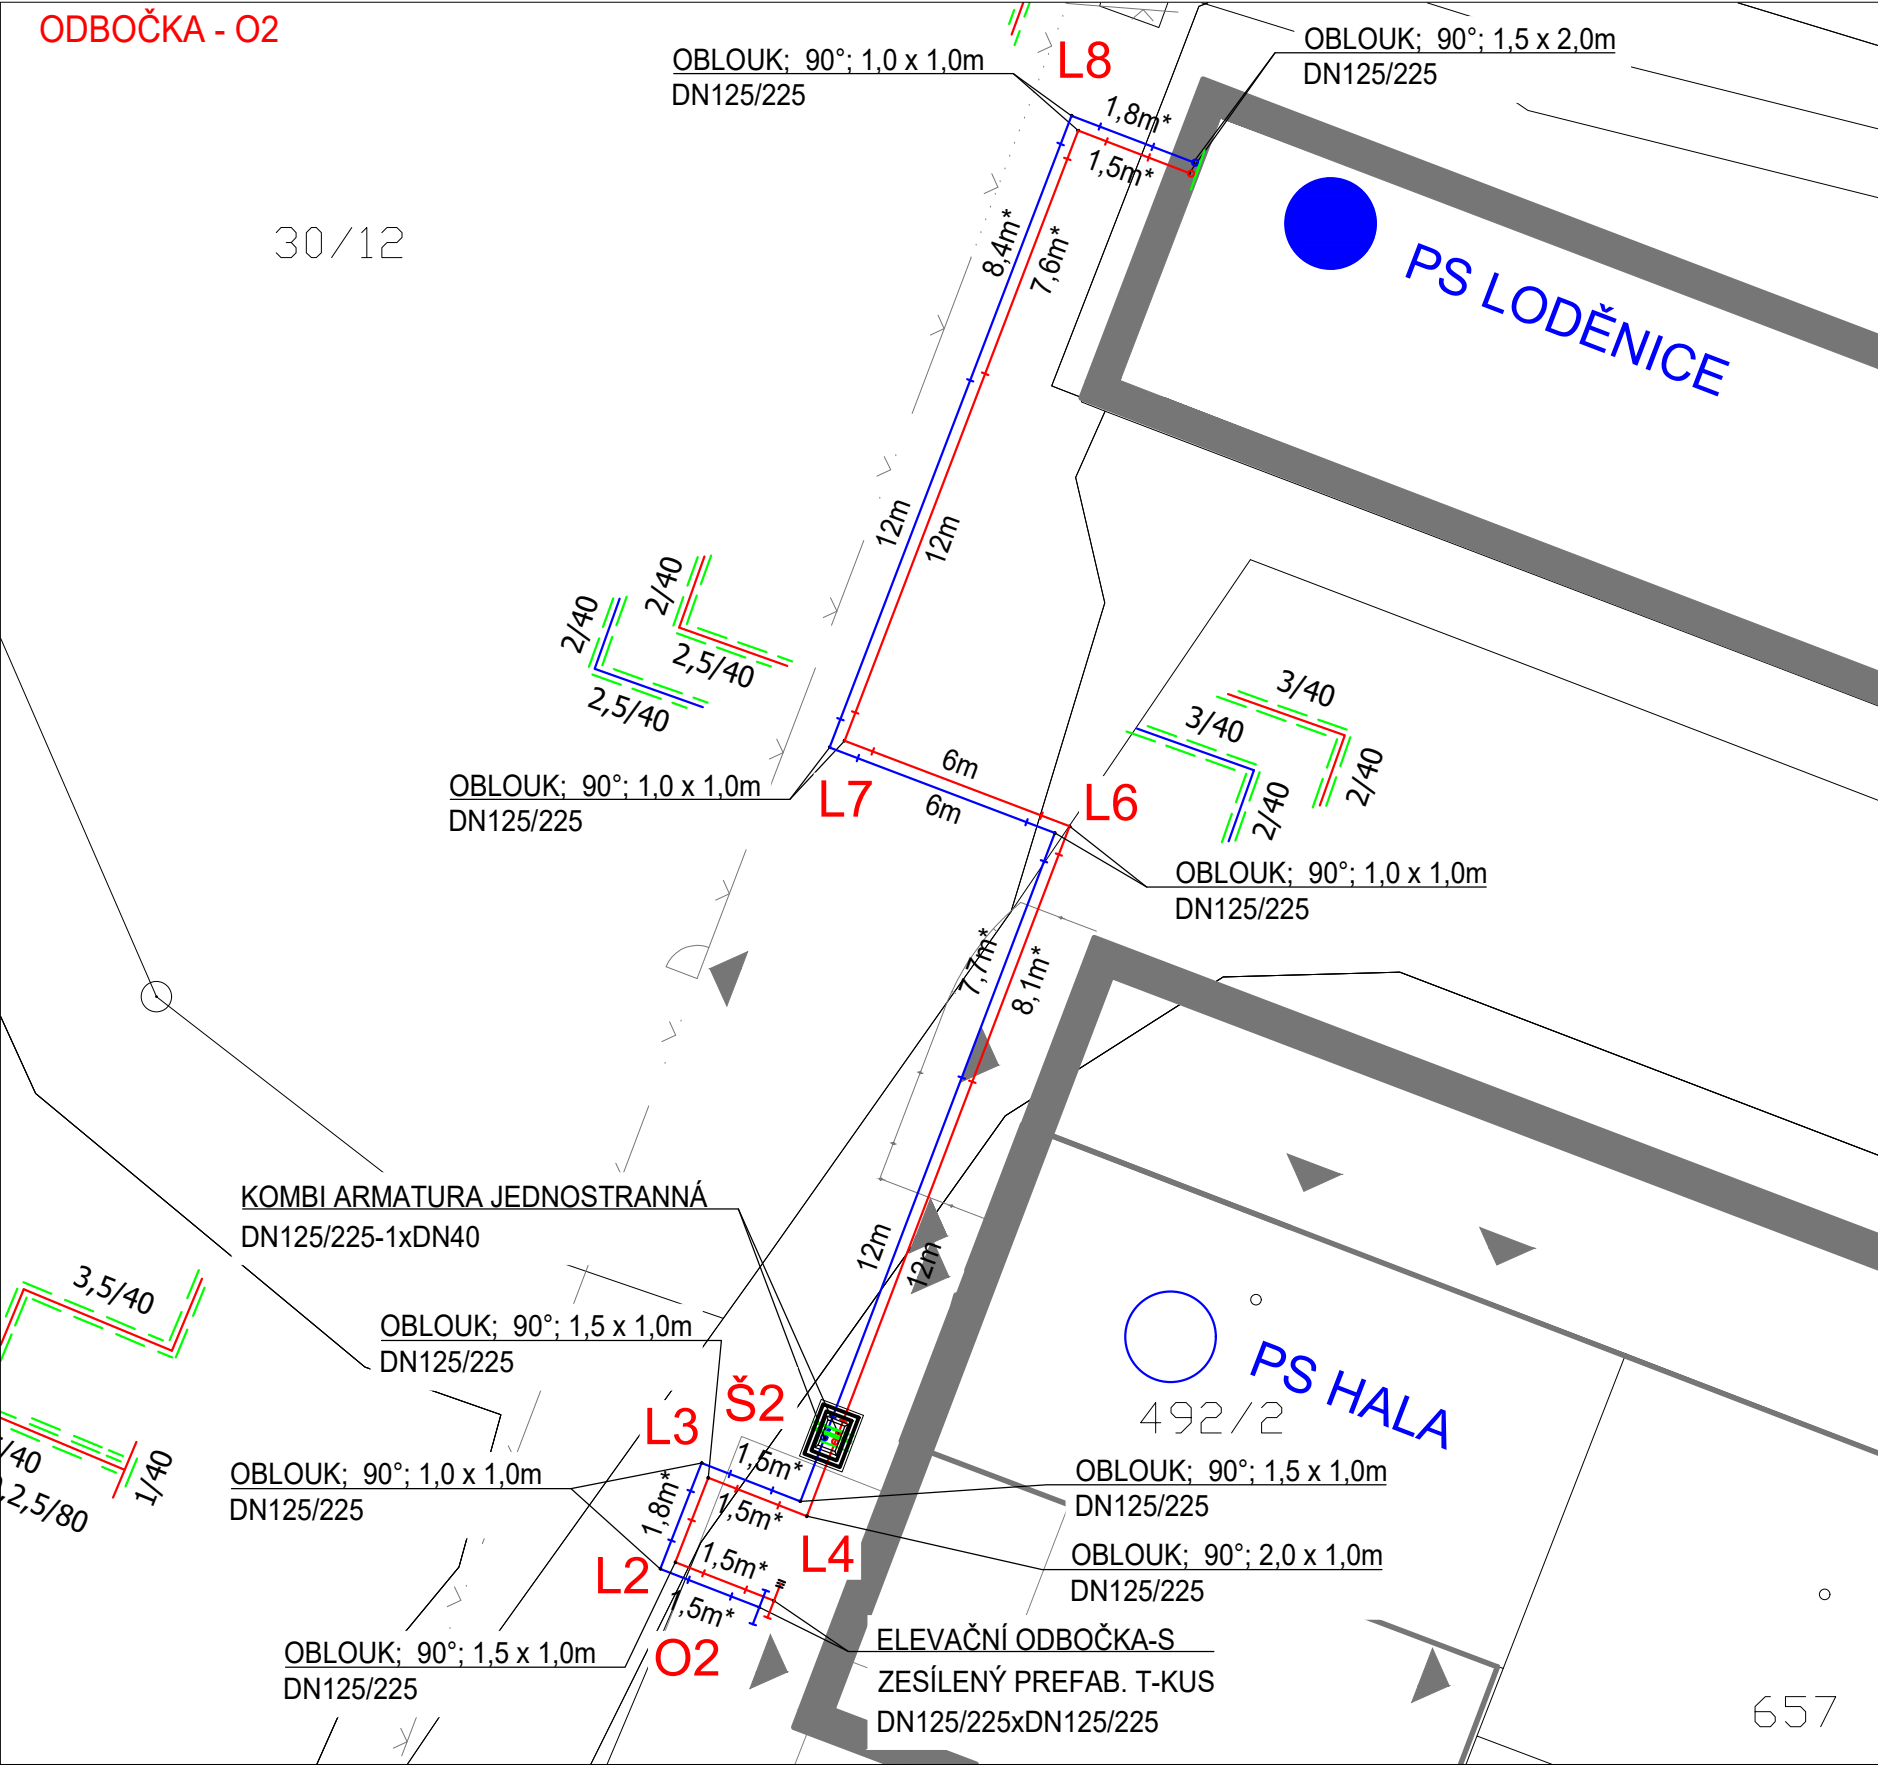 ODBOČKA - O2
OBLOUK; 90°; 1,0 x 1,0m
DN125/225
L8
OBLOUK; 90°; 1,5 x 2,0m
DN125/225
1,8m*
1,5m*
30/12
8,4m*
7,6m*
PS LODĚNICE
12m
12m
2/40
2/40
2,5/40
2,5/40
3/40
3/40
2/40
2/40
6m
6m
L7
L6
OBLOUK; 90°; 1,0 x 1,0m
DN125/225
OBLOUK; 90°; 1,0 x 1,0m
DN125/225
7,7m*
8,1m*
KOMBI ARMATURA JEDNOSTRANNÁ
DN125/225-1xDN40
12m
12m
3,5/40
OBLOUK; 90°; 1,5 x 1,0m
DN125/225
PS HALA
492/2
Š2
L3
1,5m*
1,5m*
/40
2,5/80
1/40
OBLOUK; 90°; 1,0 x 1,0m
DN125/225
1,8m*
OBLOUK; 90°; 1,5 x 1,0m
DN125/225
L4
OBLOUK; 90°; 2,0 x 1,0m
DN125/225
L2
1,5m*
,5m*
O2
OBLOUK; 90°; 1,5 x 1,0m
DN125/225
ELEVAČNÍ ODBOČKA-S
ZESÍLENÝ PREFAB. T-KUS
DN125/225xDN125/225
657